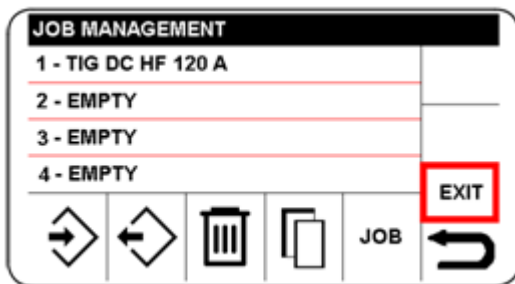 JOB MANAGEMENT
1 - TIG DC HF 120 A
2 - EMPTY
3 - EMPTY
4 - EMPTY
EXIT
JOB